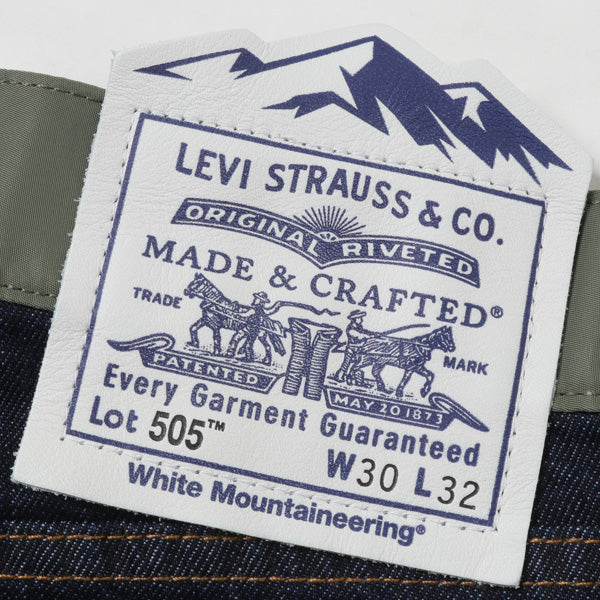 LEVI STRAUSS & CO.
ORIGINAL RIVETED
MADE & CRAFTED®
TRADE MARK
PATENTED MAY 20 1873
Every Garment Guaranteed
Lot 505™ W30 L32
White Mountaineering®